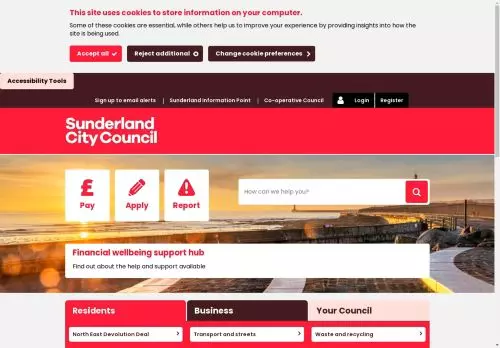 This site uses cookies to store information on your computer.
Some of these cookies are essential, while others help us to improve your experience by providing insights into how
the site is being used.
Accept all
Reject additional
Change cookie preferences
Accessibility Tools
Sign up to email alerts
Sunderland Information Point
Co-operative Council
Login
Register
Sunderland
City Council
£
Pay
Apply
Report
How can we help you?
Financial wellbeing support hub
Find out about the help and support available
Residents
Business
Your Council
North East Devolution Deal
Transport and streets
Waste and recycling